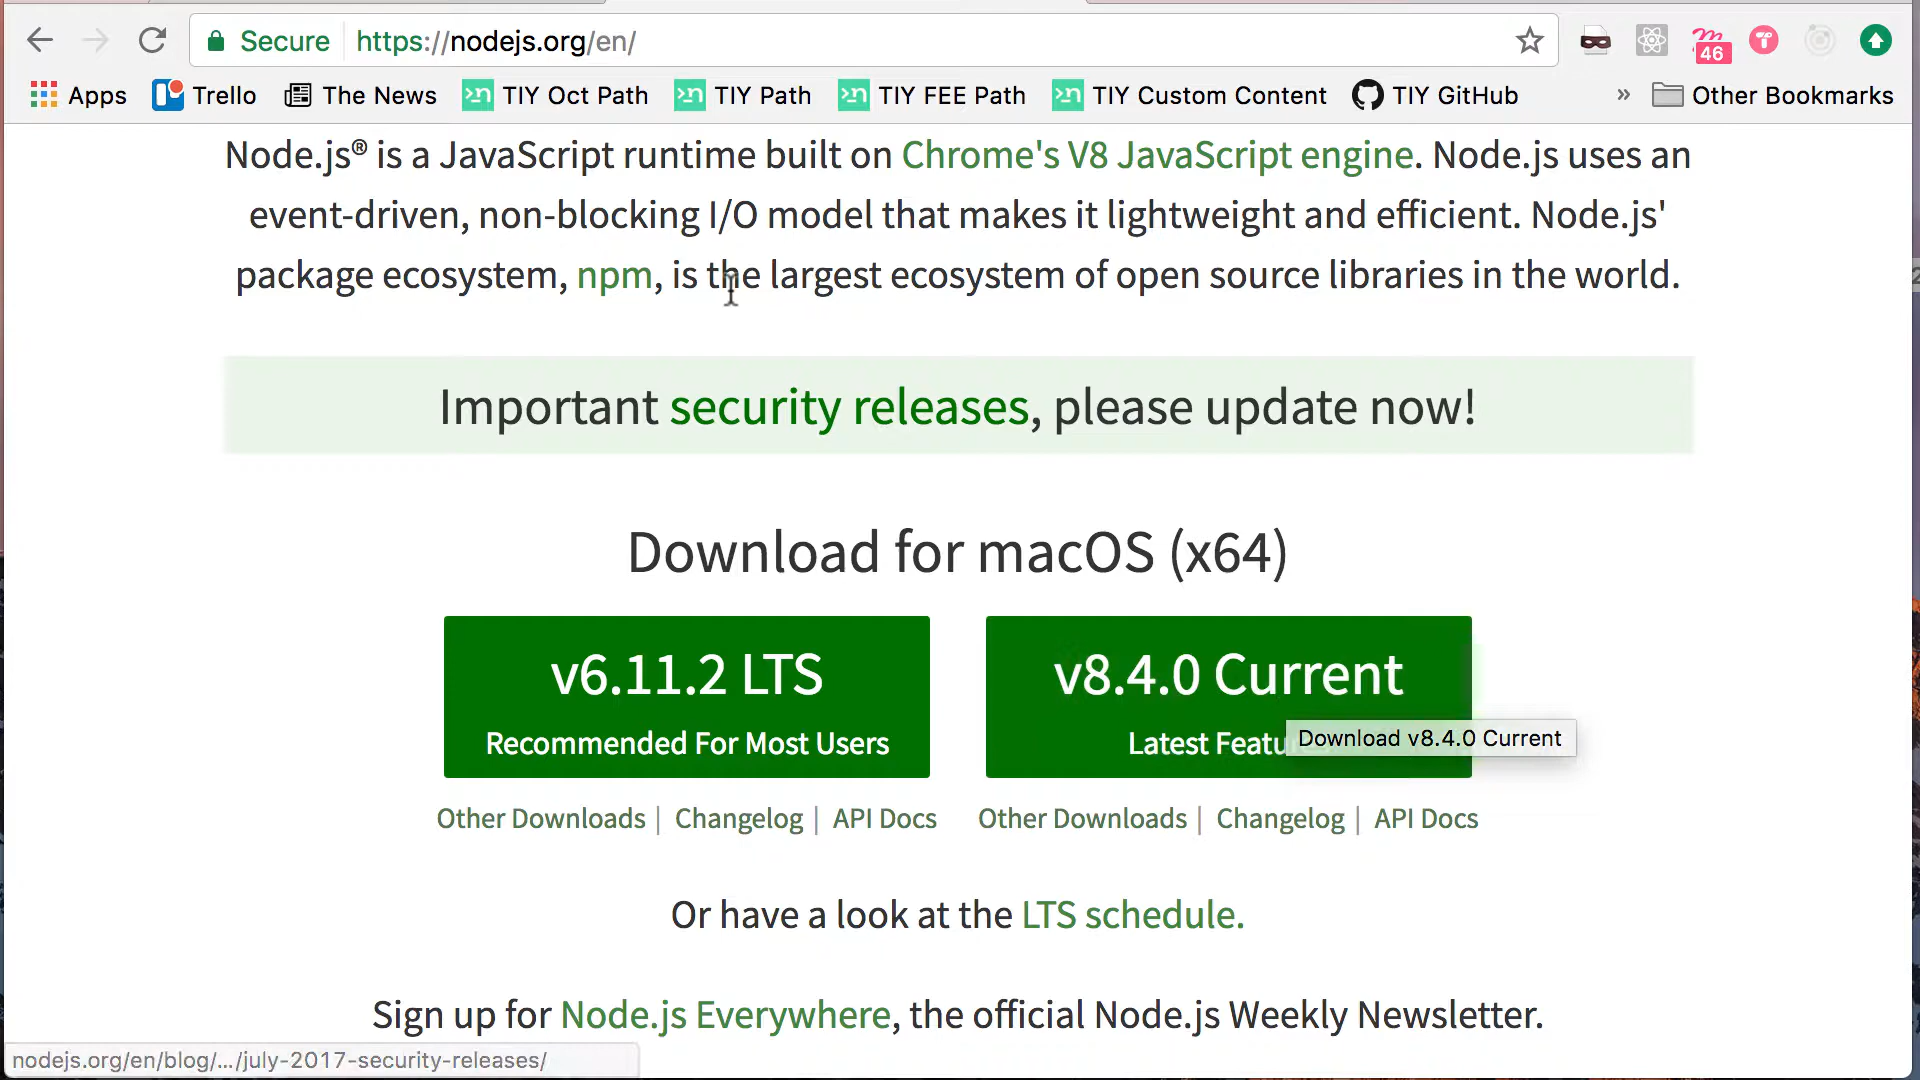 Secure https://nodejs.org/en/
46
Apps Trello The News TIY Oct Path TIY Path TIY FEE Path TIY Custom Content TIY GitHub » Other Bookmarks
Node.js® is a JavaScript runtime built on Chrome's V8 JavaScript engine. Node.js uses an
event-driven, non-blocking I/O model that makes it lightweight and efficient. Node.js'
package ecosystem, npm, is the largest ecosystem of open source libraries in the world.
Important security releases, please update now!
Download for macOS (x64)
v6.11.2 LTS
Recommended For Most Users
v8.4.0 Current
Latest Featu
Download v8.4.0 Current
Other Downloads | Changelog | API Docs
Other Downloads | Changelog | API Docs
Or have a look at the LTS schedule.
Sign up for Node.js Everywhere, the official Node.js Weekly Newsletter.
nodejs.org/en/blog/.../july-2017-security-releases/